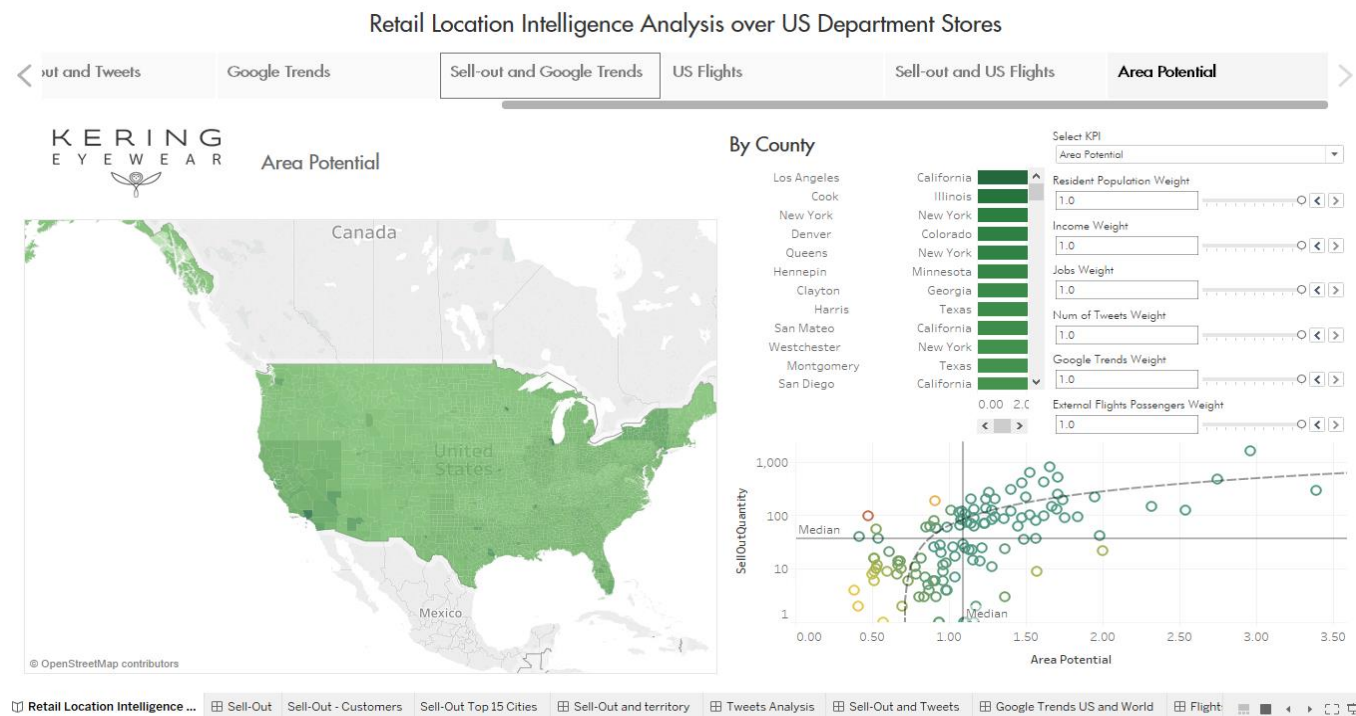 Retail Location Intelligence Analysis over US Department Stores
out and Tweets Google Trends Sell-out and Google Trends US Flights Sell-out and US Flights Area Potential
KERING
EYEWEAR
Area Potential
By County
Los Angeles California
Cook Illinois
New York New York
Denver Colorado
Queens New York
Hennepin Minnesota
Clayton Georgia
Harris Texas
San Mateo California
Westchester New York
Montgomery Texas
San Diego California
0.00 2.0
Select KPI
Area Potential
Resident Population Weight
1.0
Income Weight
1.0
Jobs Weight
1.0
Num of Tweets Weight
1.0
Google Trends Weight
1.0
External Flights Passengers Weight
1.0
Canada
United
States
Mexico
© OpenStreetMap contributors
SellOutQuantity
1,000
100
10
1
Median
Median
0.00 0.50 1.00 1.50 2.00 2.50 3.00 3.50
Area Potential
Retail Location Intelligence ... Sell-Out Sell-Out - Customers Sell-Out Top 15 Cities Sell-Out and territory Tweets Analysis Sell-Out and Tweets Google Trends US and World Flight